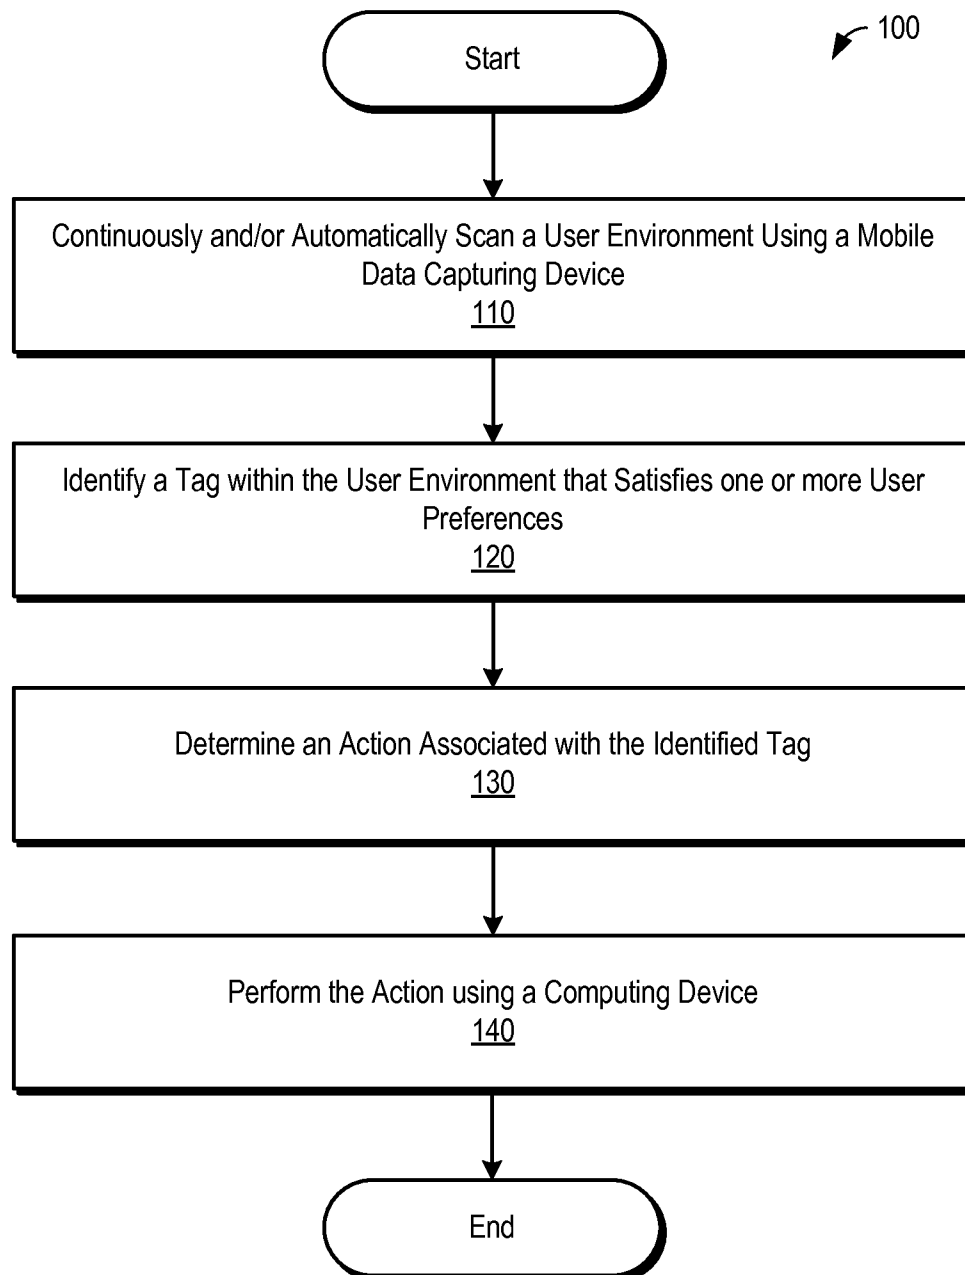 100
Start
Continuously and/or Automatically Scan a User Environment Using a Mobile
Data Capturing Device
110
Identify a Tag within the User Environment that Satisfies one or more User
Preferences
120
Determine an Action Associated with the Identified Tag
130
Perform the Action using a Computing Device
140
End